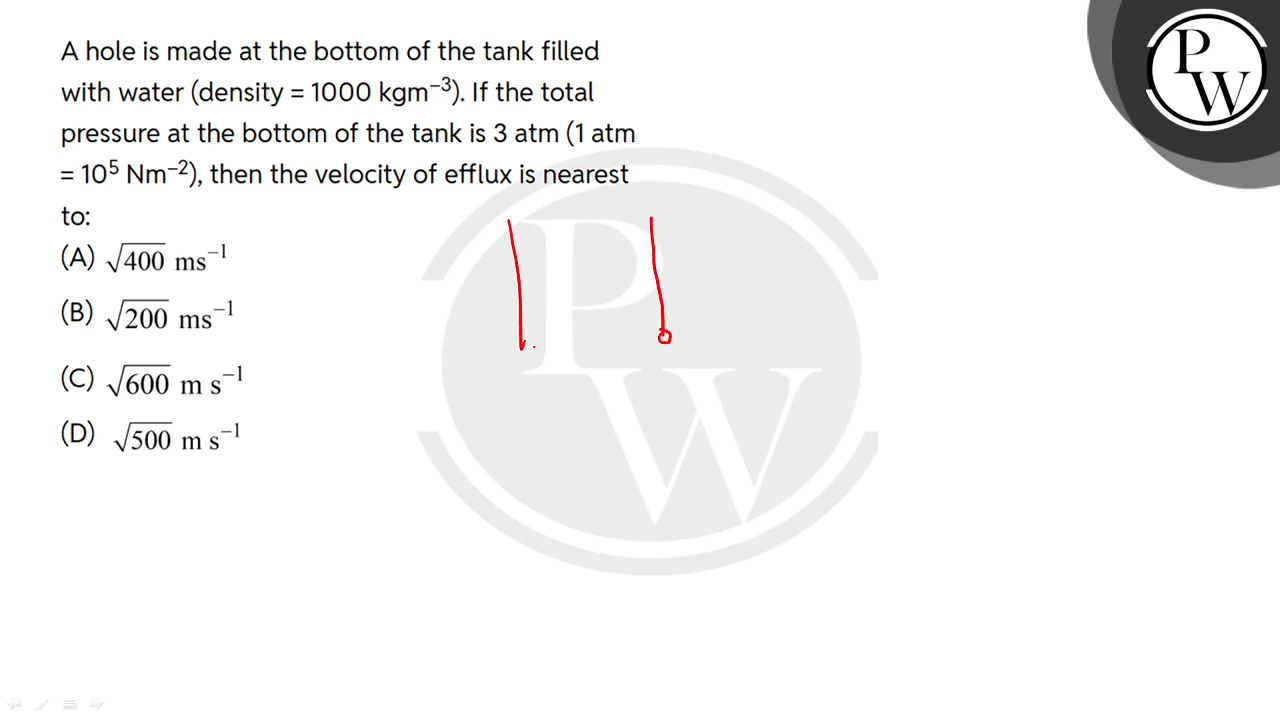 A hole is made at the bottom of the tank filled
with water (density = 1000 kgm⁻³). If the total
pressure at the bottom of the tank is 3 atm (1 atm
= 10⁵ Nm⁻²), then the velocity of efflux is nearest
to:
(A) √400 ms⁻¹
(B) √200 ms⁻¹
(C) √600 m s⁻¹
(D) √500 m s⁻¹
PW
PW